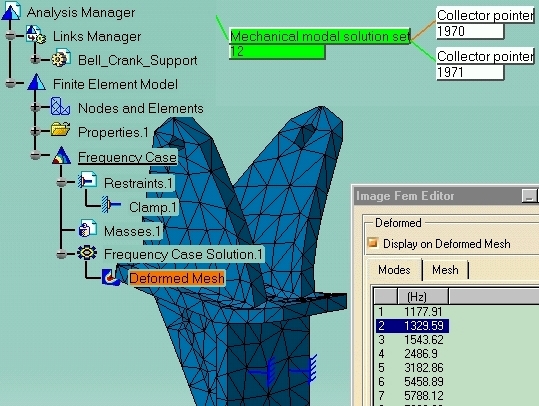 Analysis Manager
Links Manager
Bell_Crank_Support
Finite Element Model
Nodes and Elements
Properties.1
Frequency Case
Restraints.1
Clamp.1
Masses.1
Frequency Case Solution.1
Deformed Mesh
Mechanical modal solution set
12
Collector pointer
1970
Collector pointer
1971
Image Fem Editor
Deformed
Display on Deformed Mesh
Modes Mesh
(Hz)
1 1177.91
2 1329.59
3 1543.62
4 2486.9
5 3182.86
6 5458.89
7 5788.12